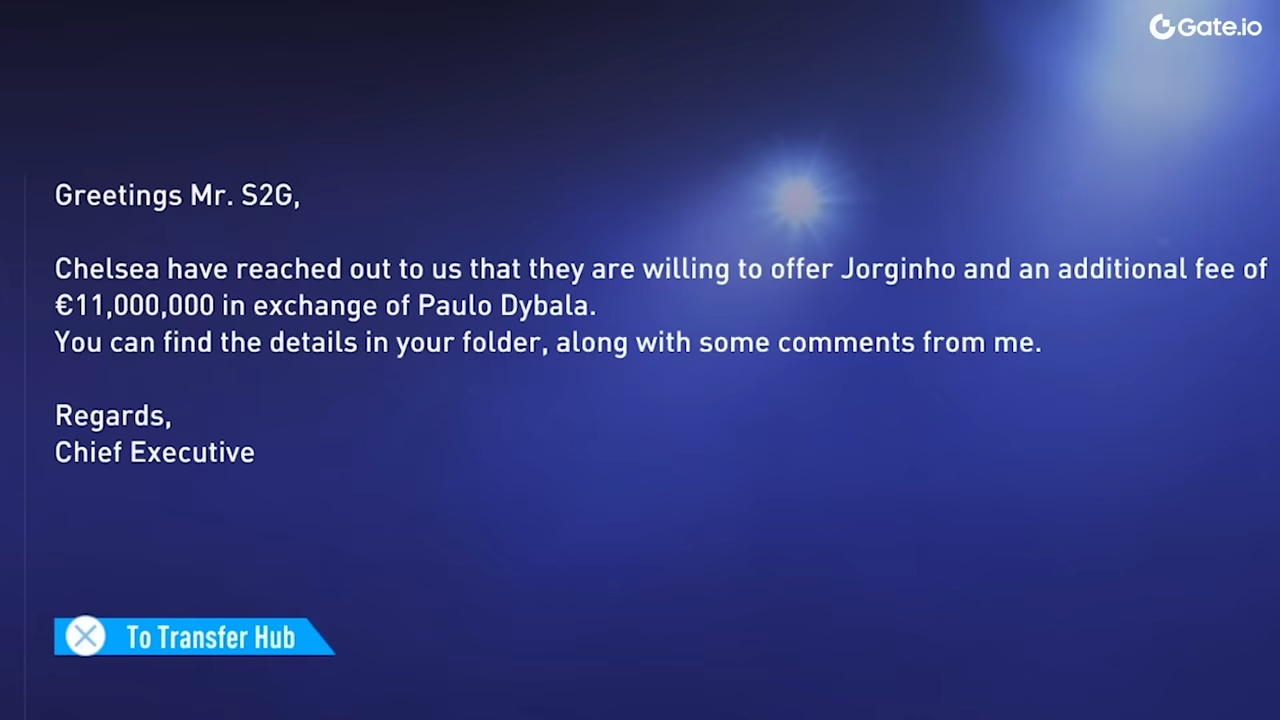 Gate.io
Greetings Mr. S2G,
Chelsea have reached out to us that they are willing to offer Jorginho and an additional fee of
€11,000,000 in exchange of Paulo Dybala.
You can find the details in your folder, along with some comments from me.
Regards,
Chief Executive
To Transfer Hub